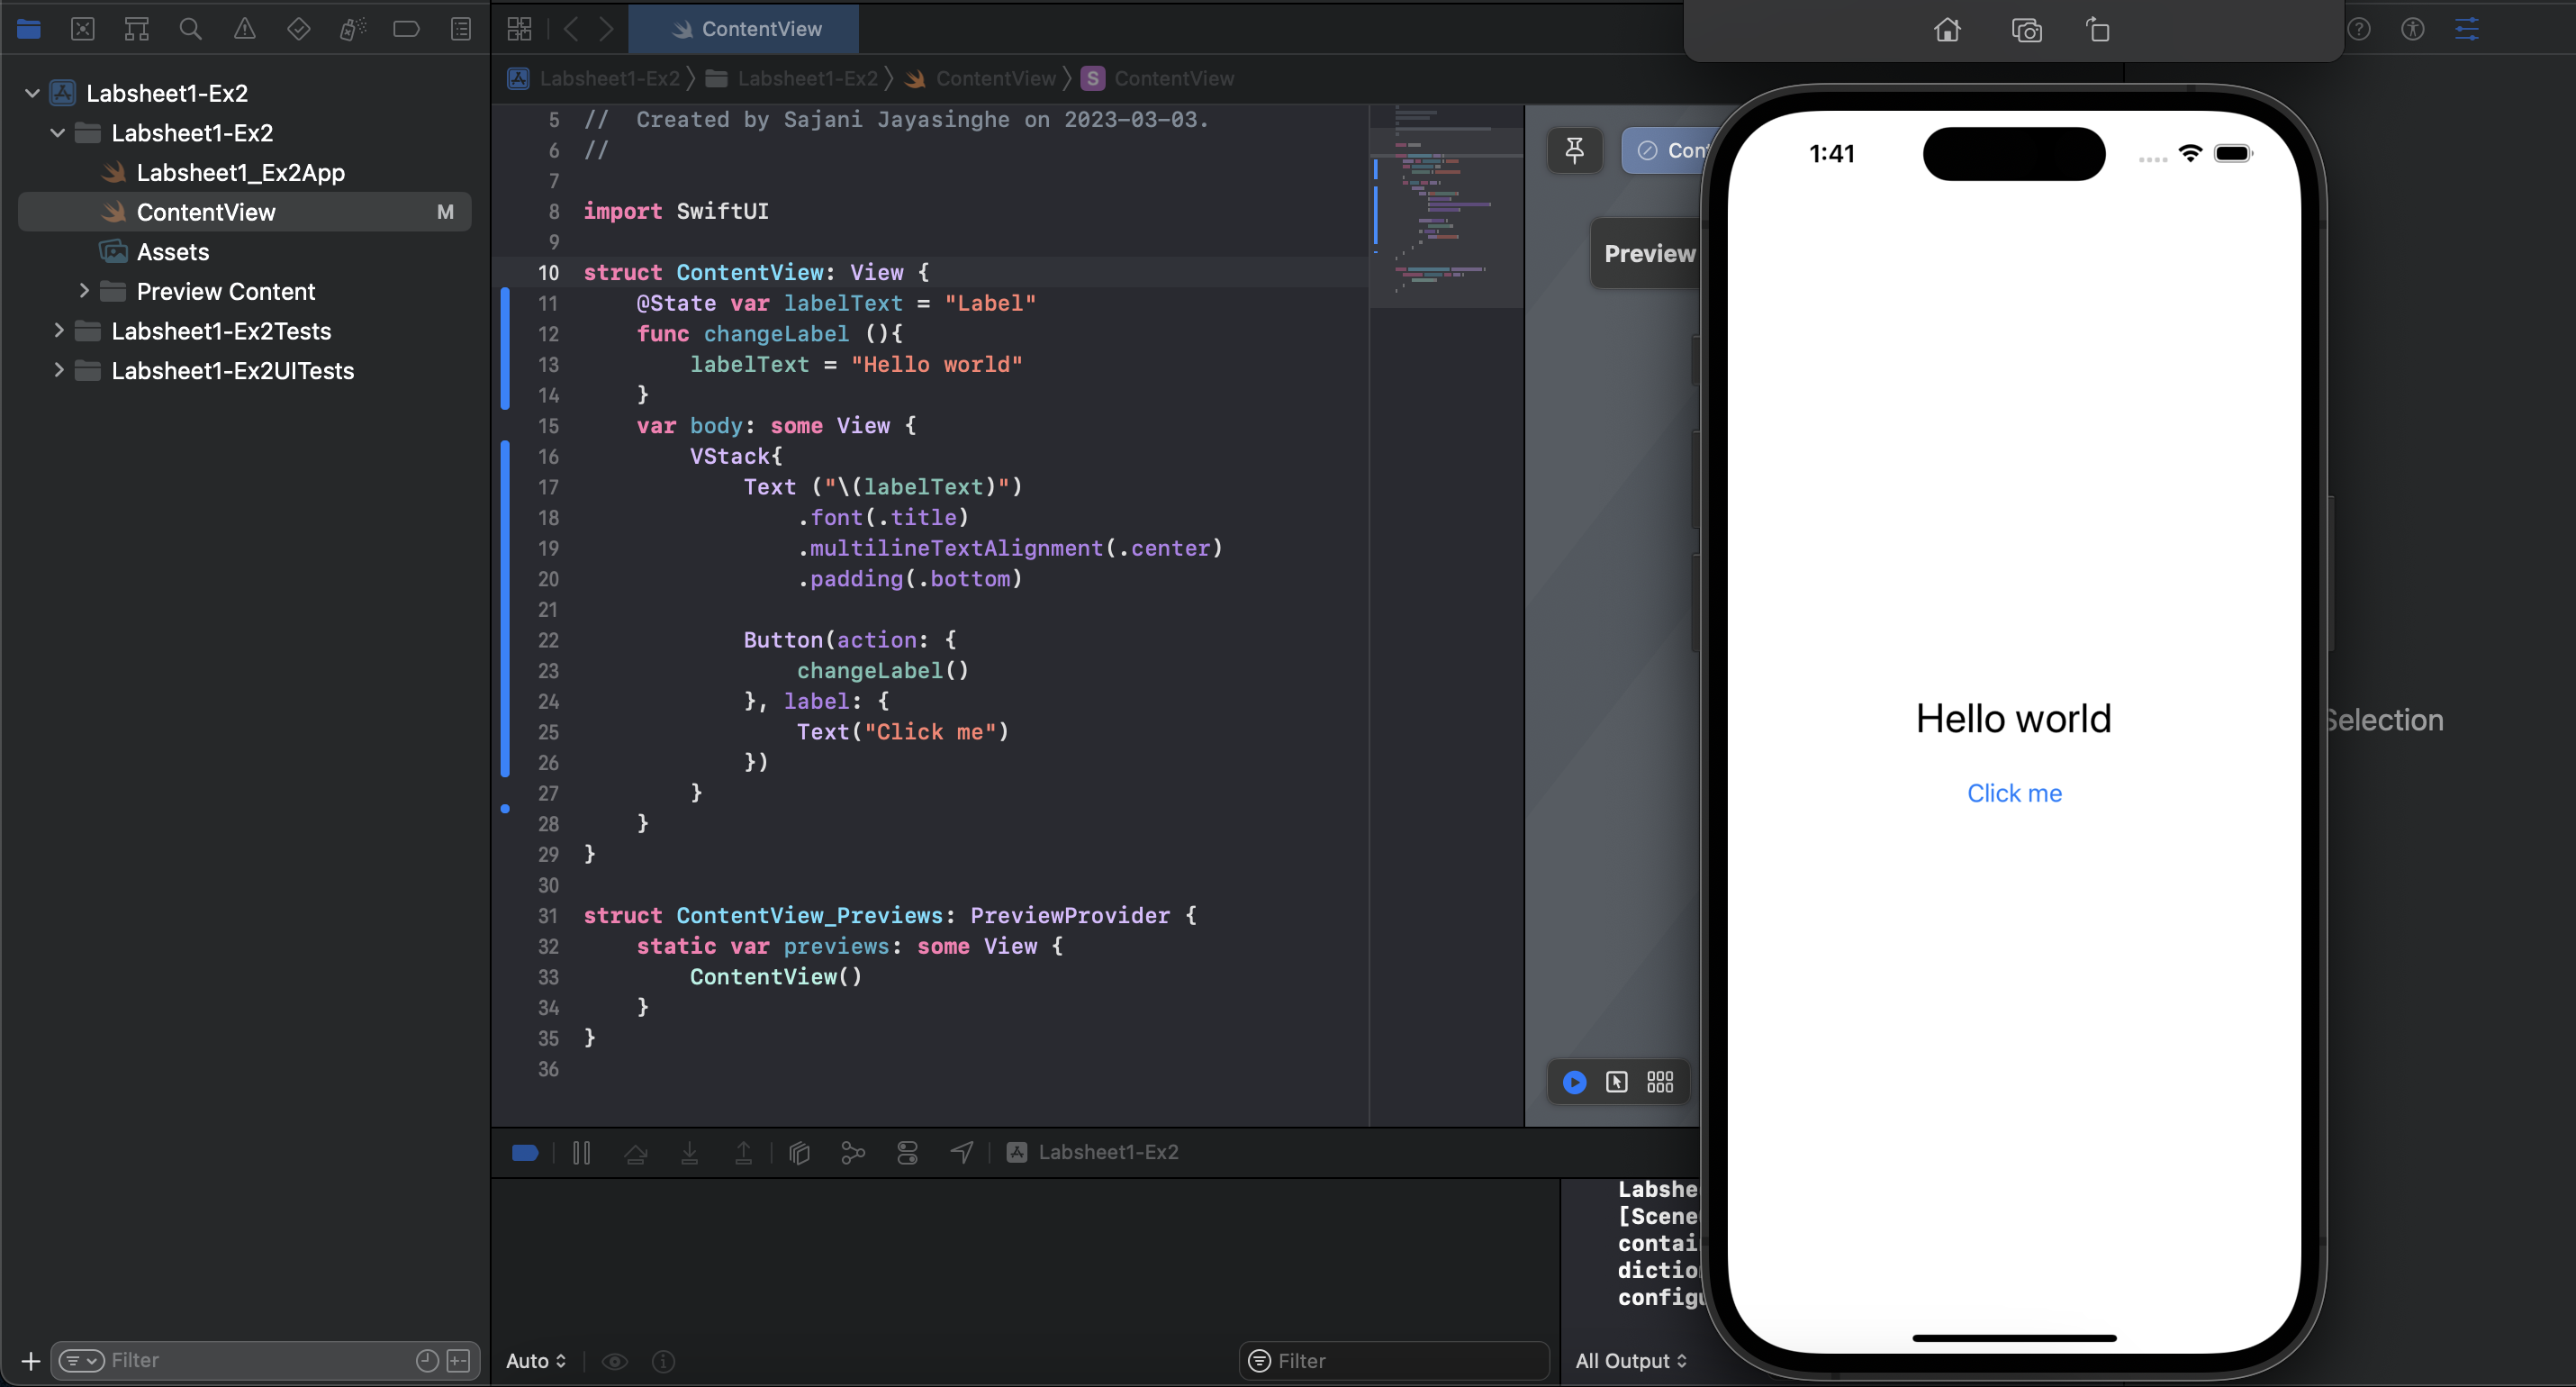 ContentView
Labsheet1-Ex2
Labsheet1-Ex2
Labsheet1_Ex2App
ContentView M
Assets
Preview Content
Labsheet1-Ex2Tests
Labsheet1-Ex2UITests
Filter
Labsheet1-Ex2 〉 Labsheet1-Ex2 〉 ContentView 〉 S ContentView
5 //  Created by Sajani Jayasinghe on 2023-03-03.
6 //
7
8 import SwiftUI
9
10 struct ContentView: View {
11     @State var labelText = "Label"
12     func changeLabel (){
13         labelText = "Hello world"
14     }
15     var body: some View {
16         VStack{
17             Text ("\(labelText)")
18                 .font(.title)
19                 .multilineTextAlignment(.center)
20                 .padding(.bottom)
21
22             Button(action: {
23                 changeLabel()
24             }, label: {
25                 Text("Click me")
26             })
27         }
28     }
29 }
30
31 struct ContentView_Previews: PreviewProvider {
32     static var previews: some View {
33         ContentView()
34     }
35 }
36
Preview
1:41
Hello world
Click me
Selection
Labsheet1-Ex2
Auto
Filter
All Output